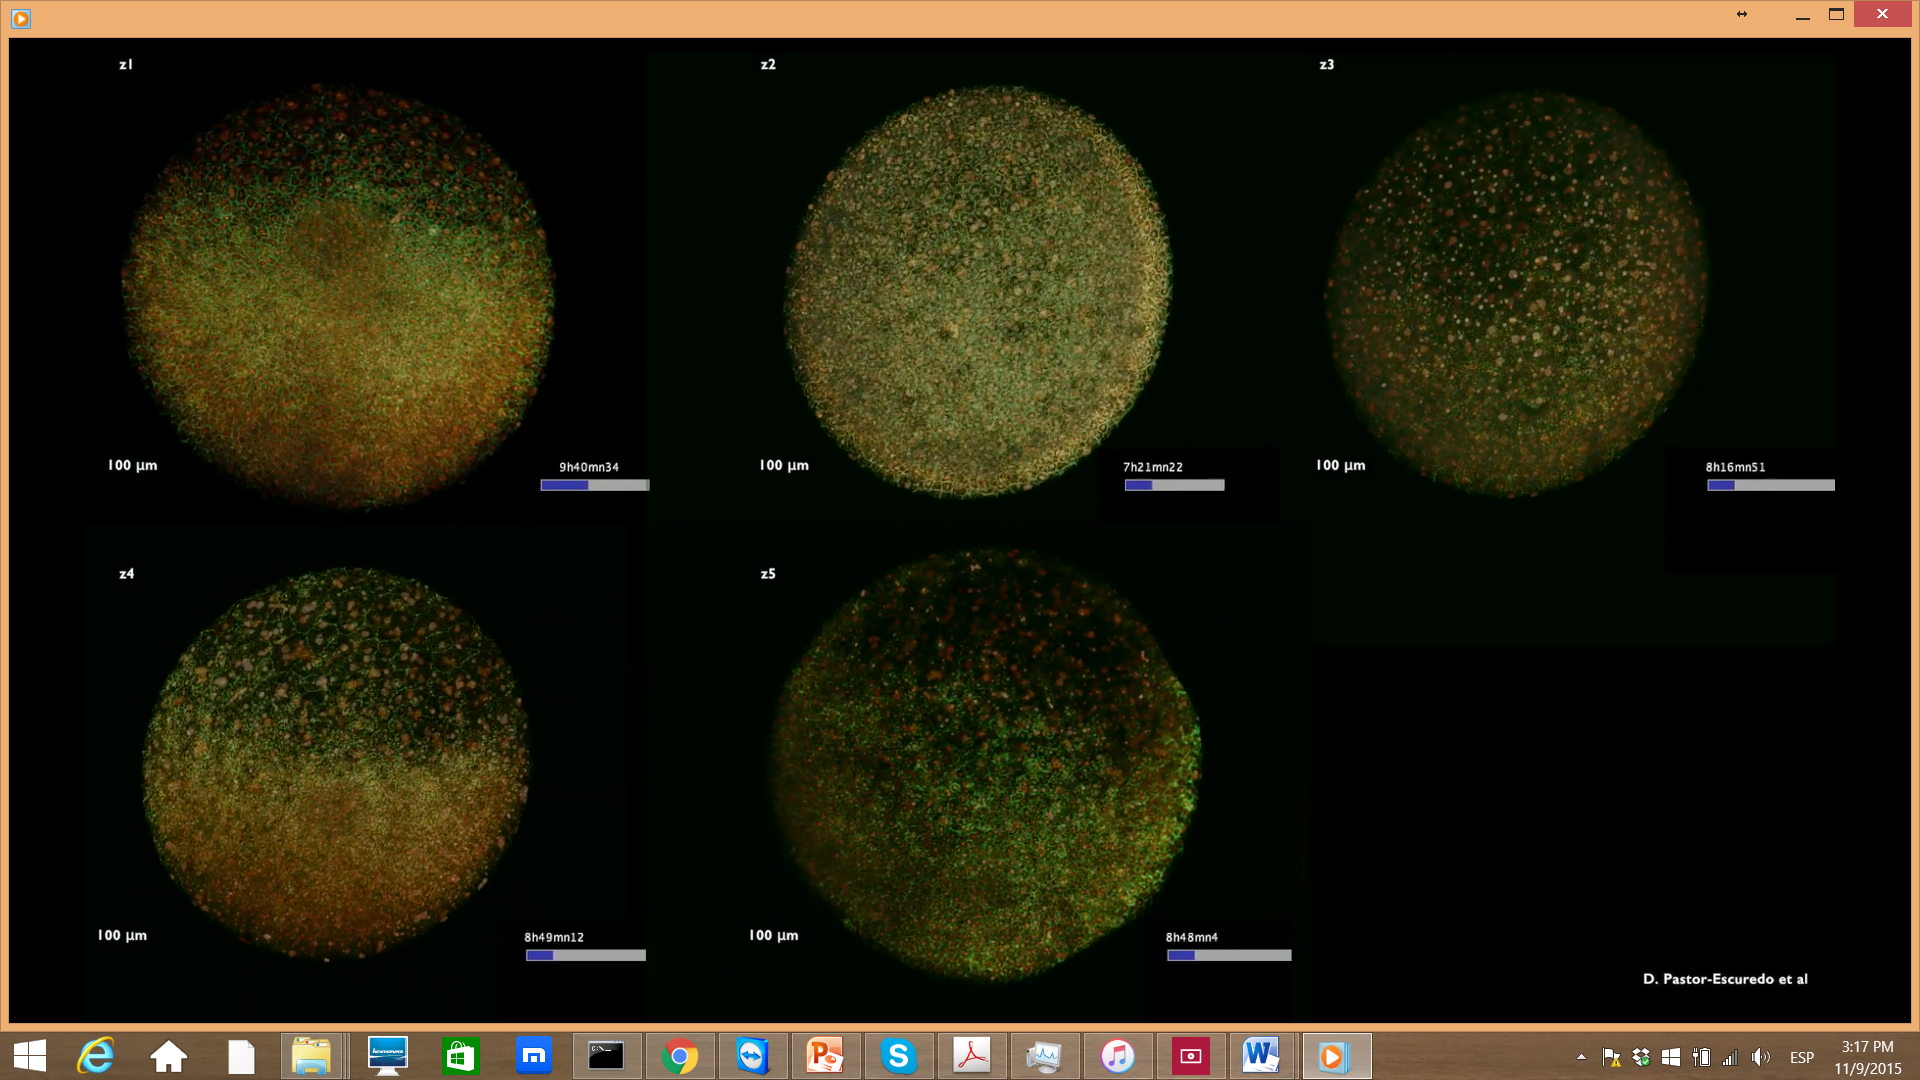 z1
z2
z3
100 µm
9h40mn34
100 µm
7h21mn22
100 µm
8h16mn51
z4
z5
100 µm
8h49mn12
100 µm
8h48mn4
D. Pastor-Escuredo et al
ESP
3:17 PM
11/9/2015